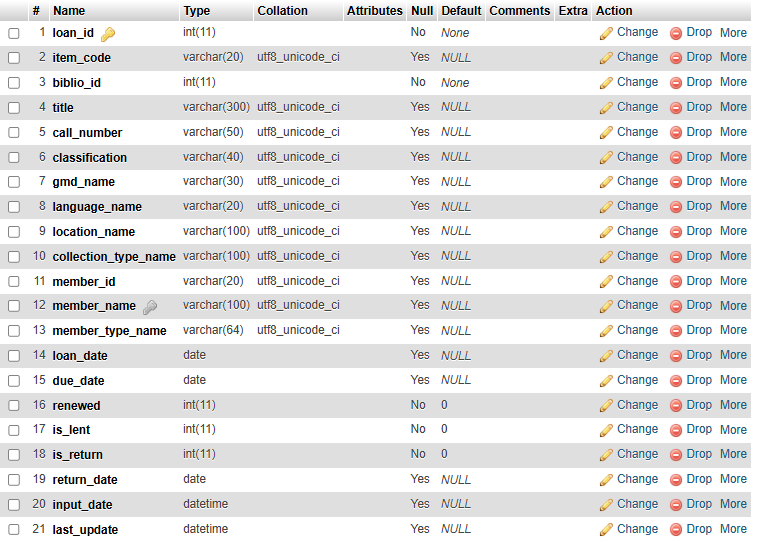 # Name Type Collation Attributes Null Default Comments Extra Action
1 loan_id int(11) No None Change Drop More
2 item_code varchar(20) utf8_unicode_ci Yes NULL Change Drop More
3 biblio_id int(11) No None Change Drop More
4 title varchar(300) utf8_unicode_ci Yes NULL Change Drop More
5 call_number varchar(50) utf8_unicode_ci Yes NULL Change Drop More
6 classification varchar(40) utf8_unicode_ci Yes NULL Change Drop More
7 gmd_name varchar(30) utf8_unicode_ci Yes NULL Change Drop More
8 language_name varchar(20) utf8_unicode_ci Yes NULL Change Drop More
9 location_name varchar(100) utf8_unicode_ci Yes NULL Change Drop More
10 collection_type_name varchar(100) utf8_unicode_ci Yes NULL Change Drop More
11 member_id varchar(20) utf8_unicode_ci Yes NULL Change Drop More
12 member_name varchar(100) utf8_unicode_ci Yes NULL Change Drop More
13 member_type_name varchar(64) utf8_unicode_ci Yes NULL Change Drop More
14 loan_date date Yes NULL Change Drop More
15 due_date date Yes NULL Change Drop More
16 renewed int(11) No 0 Change Drop More
17 is_lent int(11) No 0 Change Drop More
18 is_return int(11) No 0 Change Drop More
19 return_date date Yes NULL Change Drop More
20 input_date datetime Yes NULL Change Drop More
21 last_update datetime Yes NULL Change Drop More